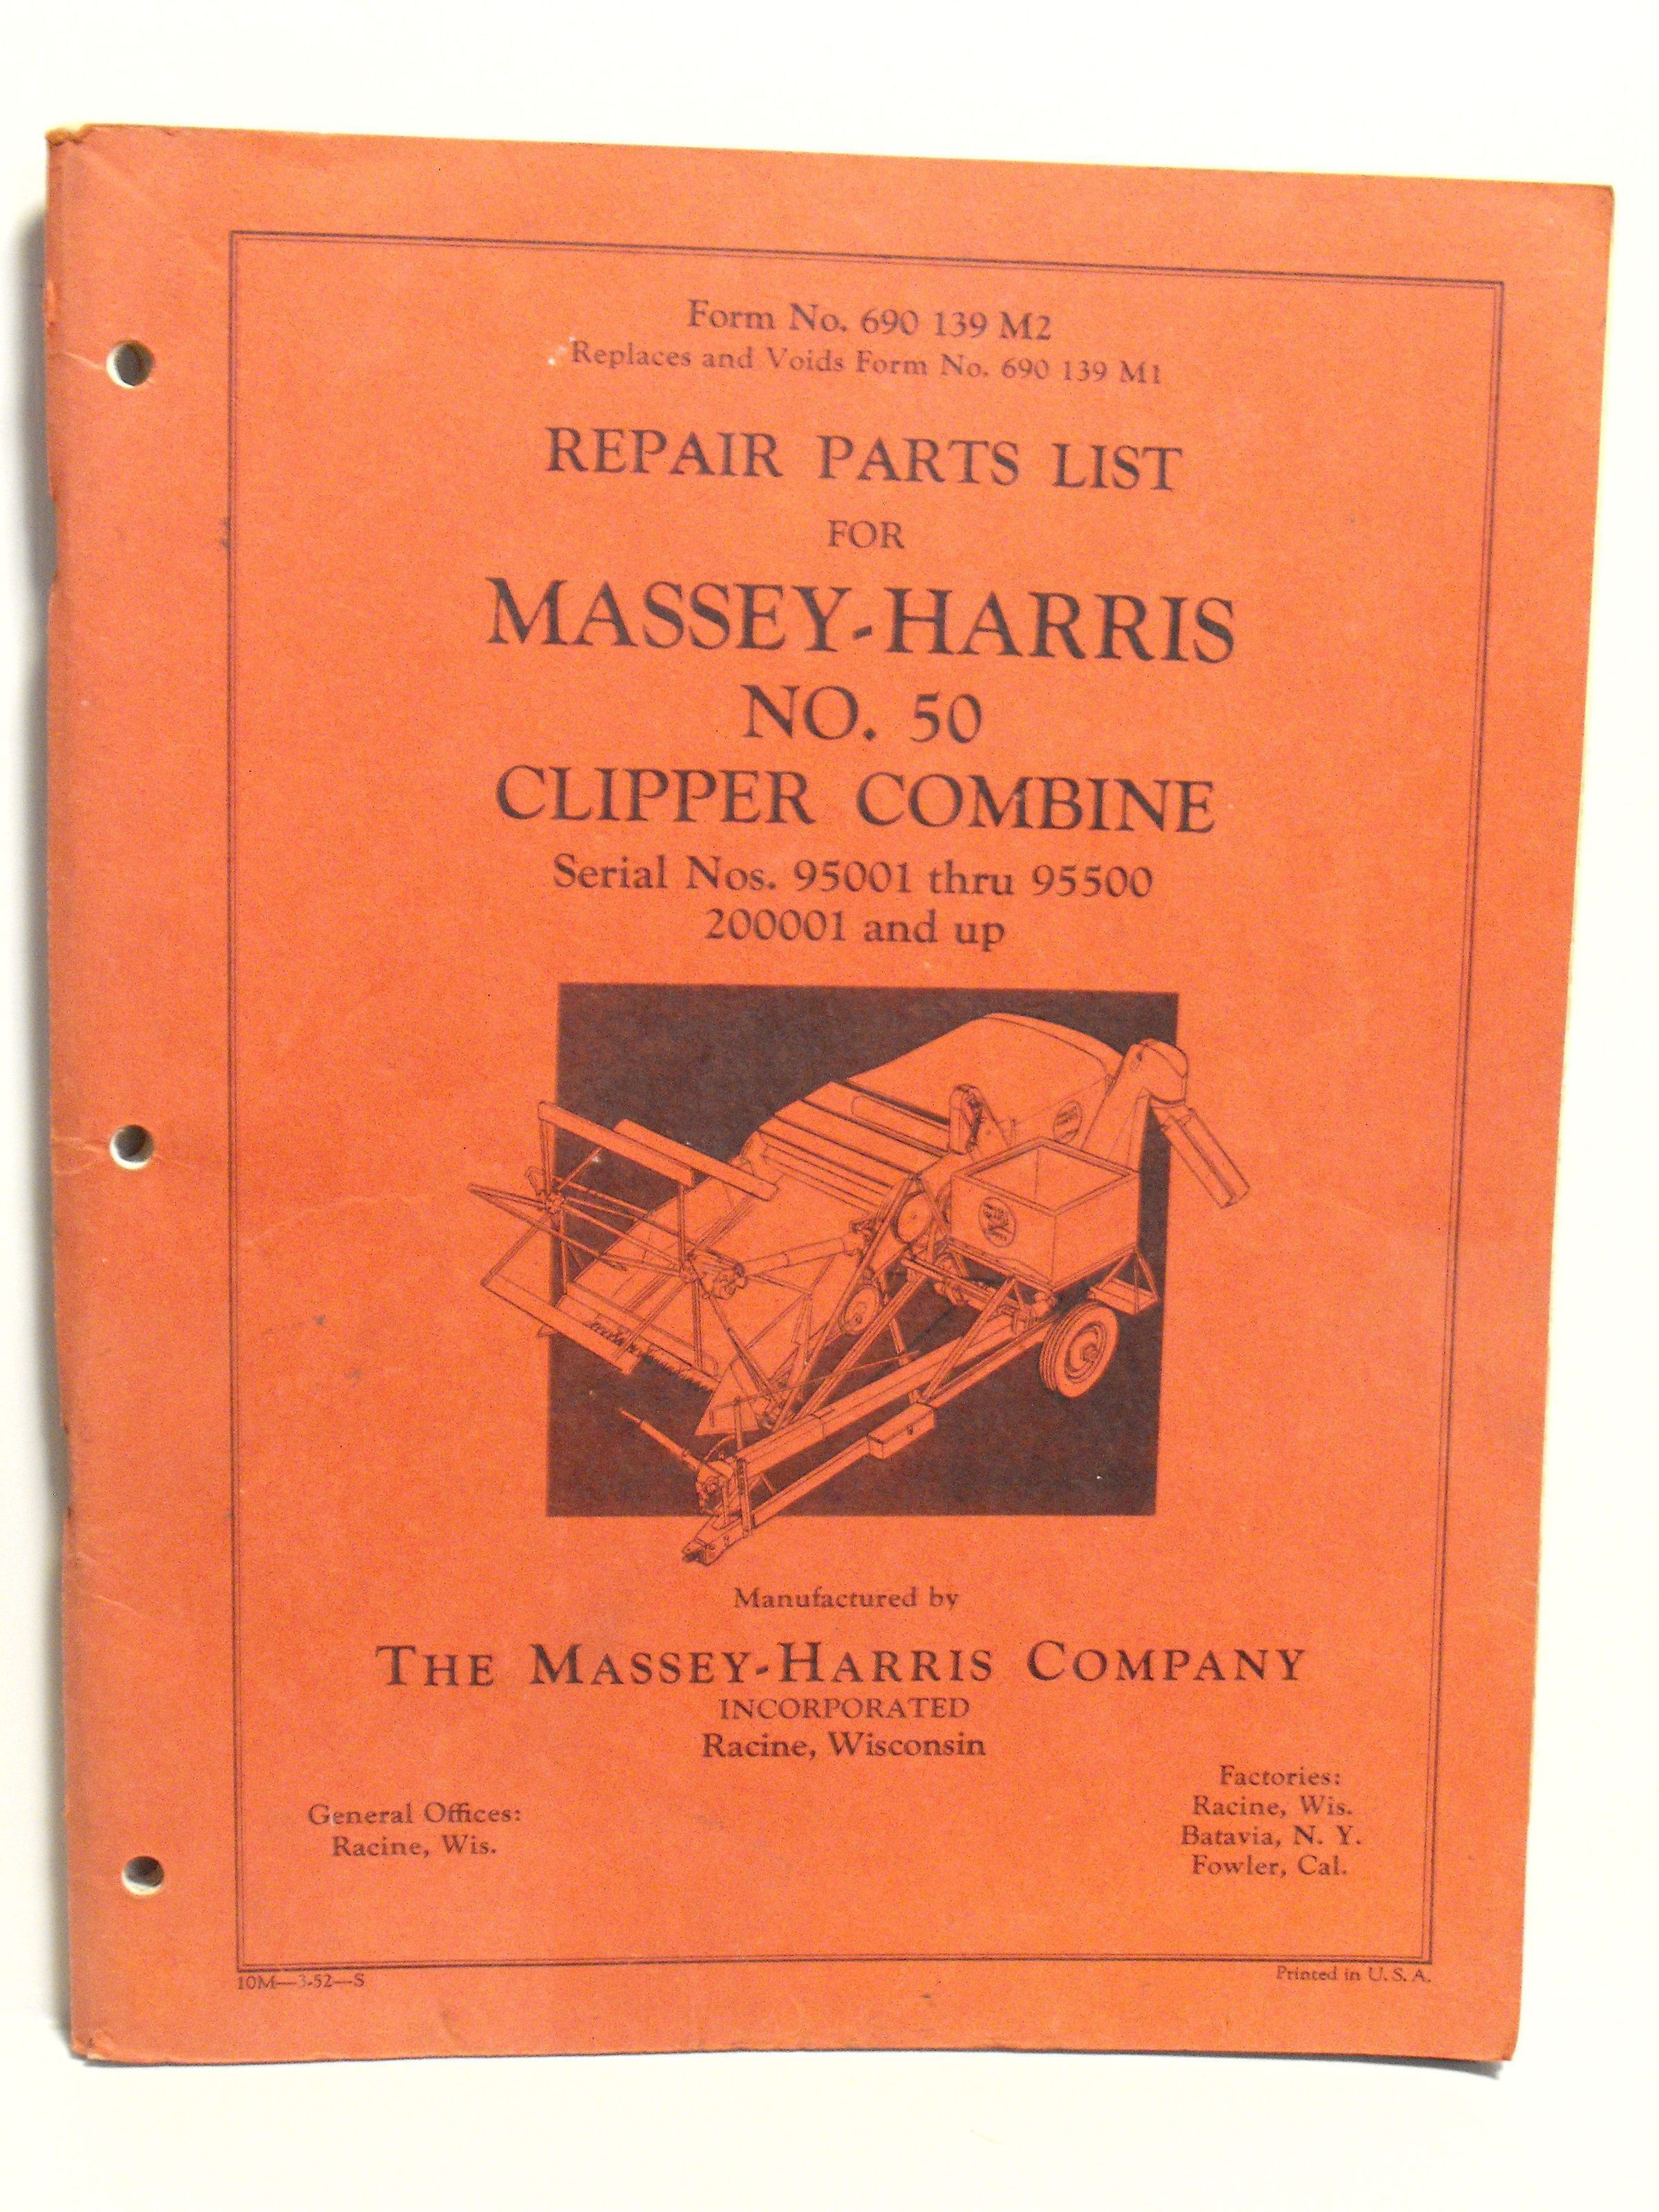 Form No. 690 139 M2
Replaces and Voids Form No. 690 139 M1
REPAIR PARTS LIST
FOR
MASSEY-HARRIS
NO. 50
CLIPPER COMBINE
Serial Nos. 95001 thru 95500
200001 and up
Manufactured by
THE MASSEY-HARRIS COMPANY
INCORPORATED
Racine, Wisconsin
General Offices:
Racine, Wis.
Factories:
Racine, Wis.
Batavia, N. Y.
Fowler, Cal.
10M—3-52—S
Printed in U. S. A.